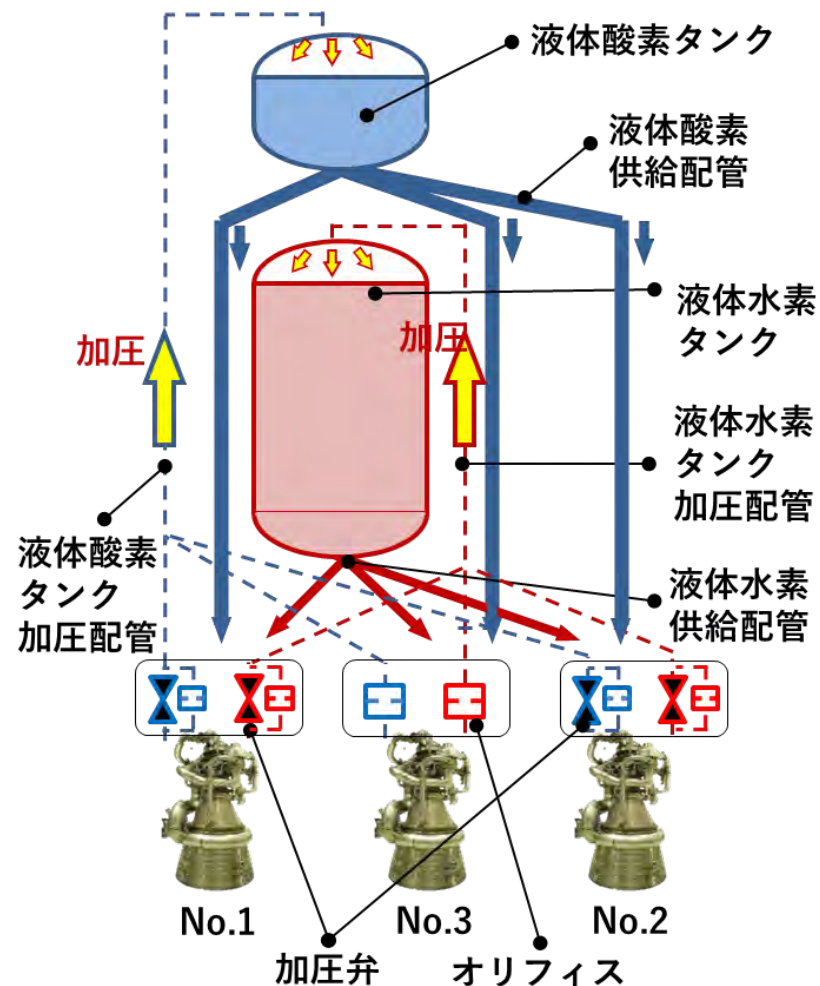 液体酸素タンク
液体酸素
供給配管
液体水素
タンク
加圧
加圧
液体水素
タンク
加圧配管
液体酸素
タンク
加圧配管
液体水素
供給配管
No.1
No.3
No.2
加圧弁
オリフィス